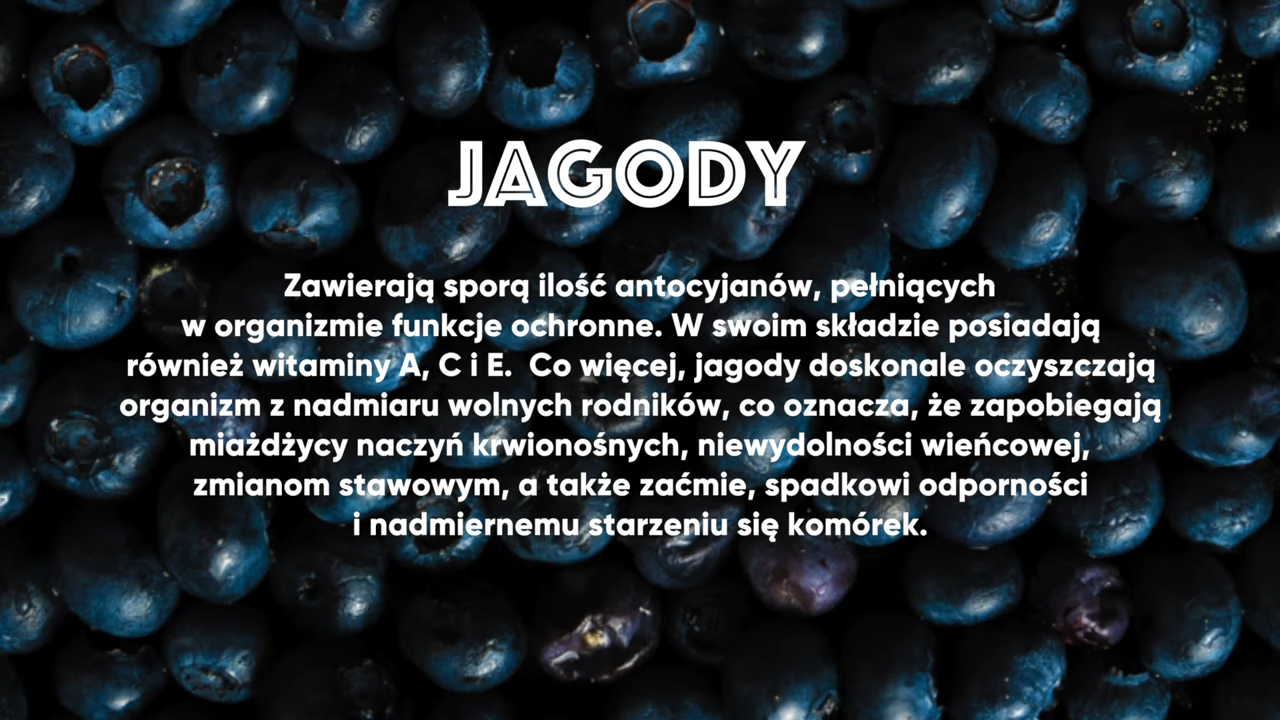 JAGODY
Zawierają sporą ilość antocyjanów, pełniących
w organizmie funkcje ochronne. W swoim składzie posiadają
również witaminy A, C i E.  Co więcej, jagody doskonale oczyszczają
organizm z nadmiaru wolnych rodników, co oznacza, że zapobiegają
miażdżycy naczyń krwionośnych, niewydolności wieńcowej,
zmianom stawowym, a także zaćmie, spadkowi odporności
i nadmiernemu starzeniu się komórek.